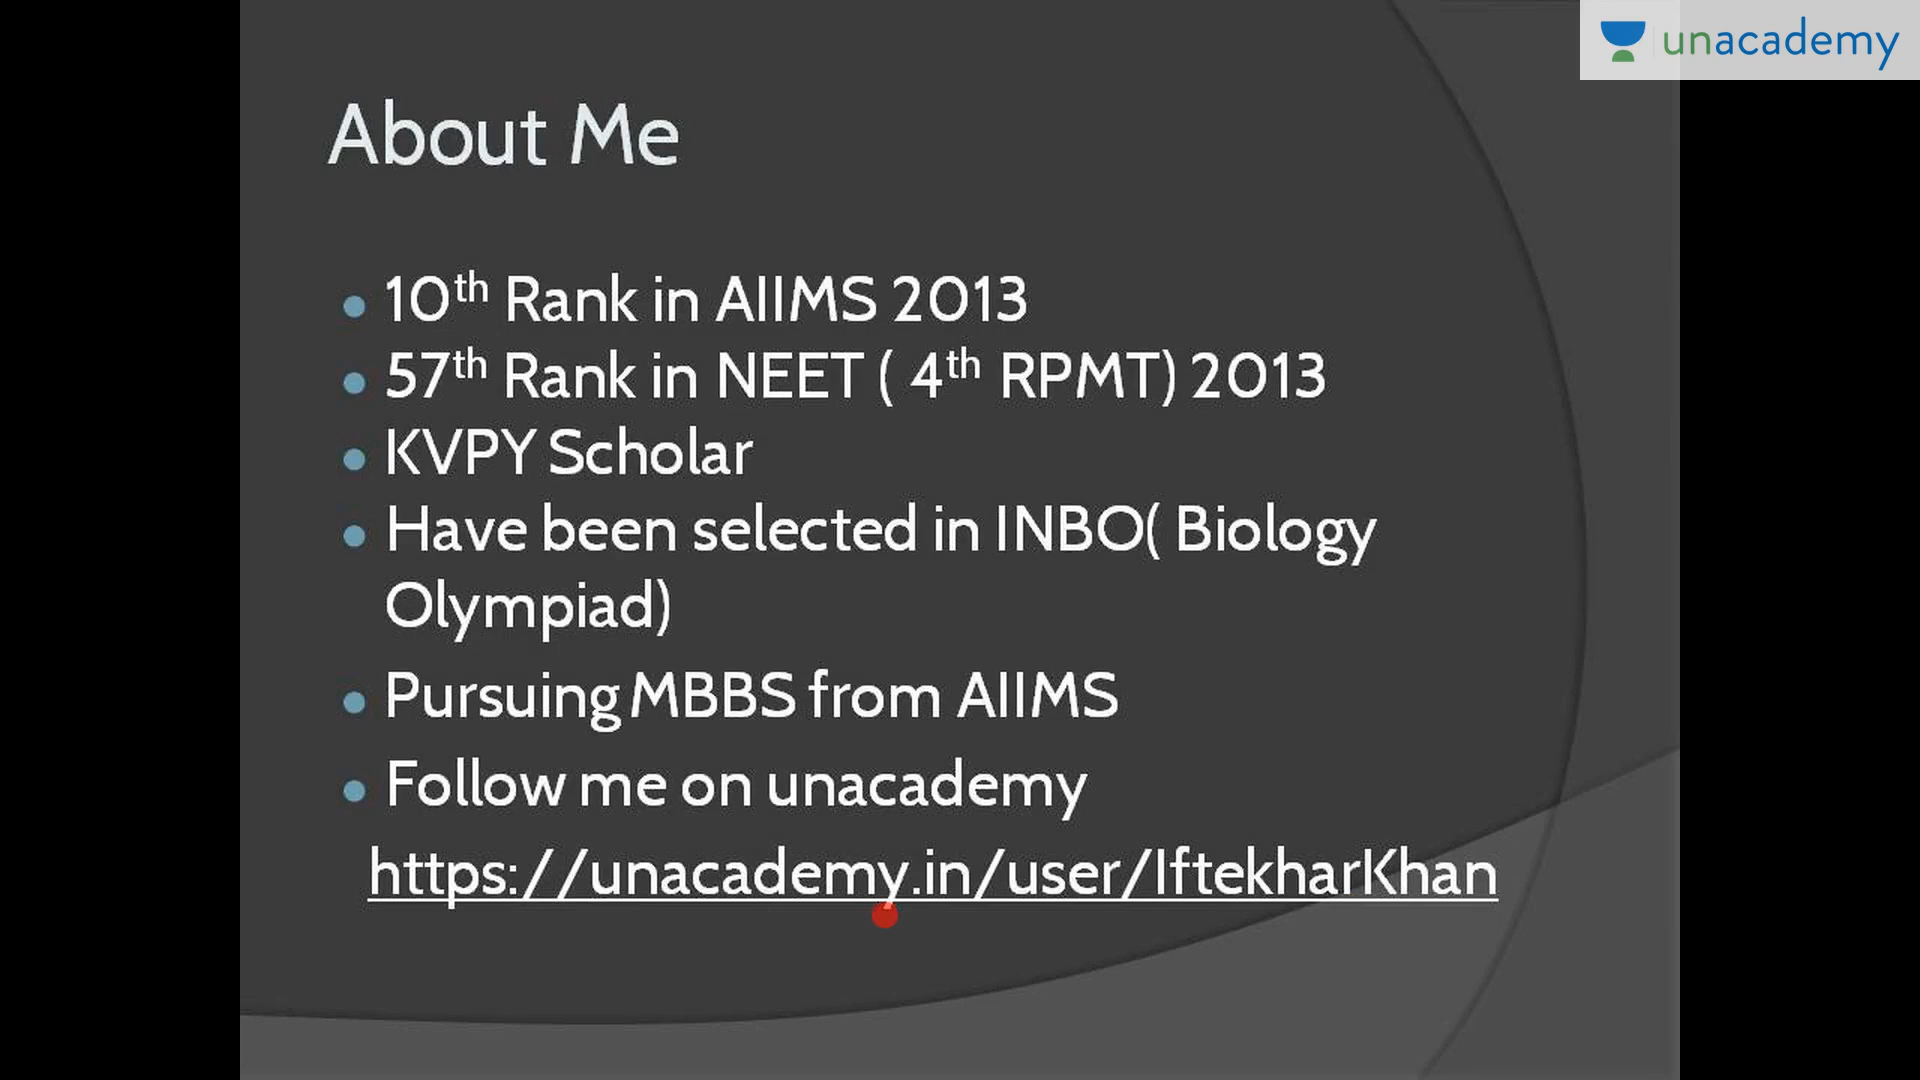 unacademy
About Me
10th Rank in AIIMS 2013
57th Rank in NEET ( 4th RPMT) 2013
KVPY Scholar
Have been selected in INBO( Biology
Olympiad)
Pursuing MBBS from AIIMS
Follow me on unacademy
https://unacademy.in/user/IftekharKhan